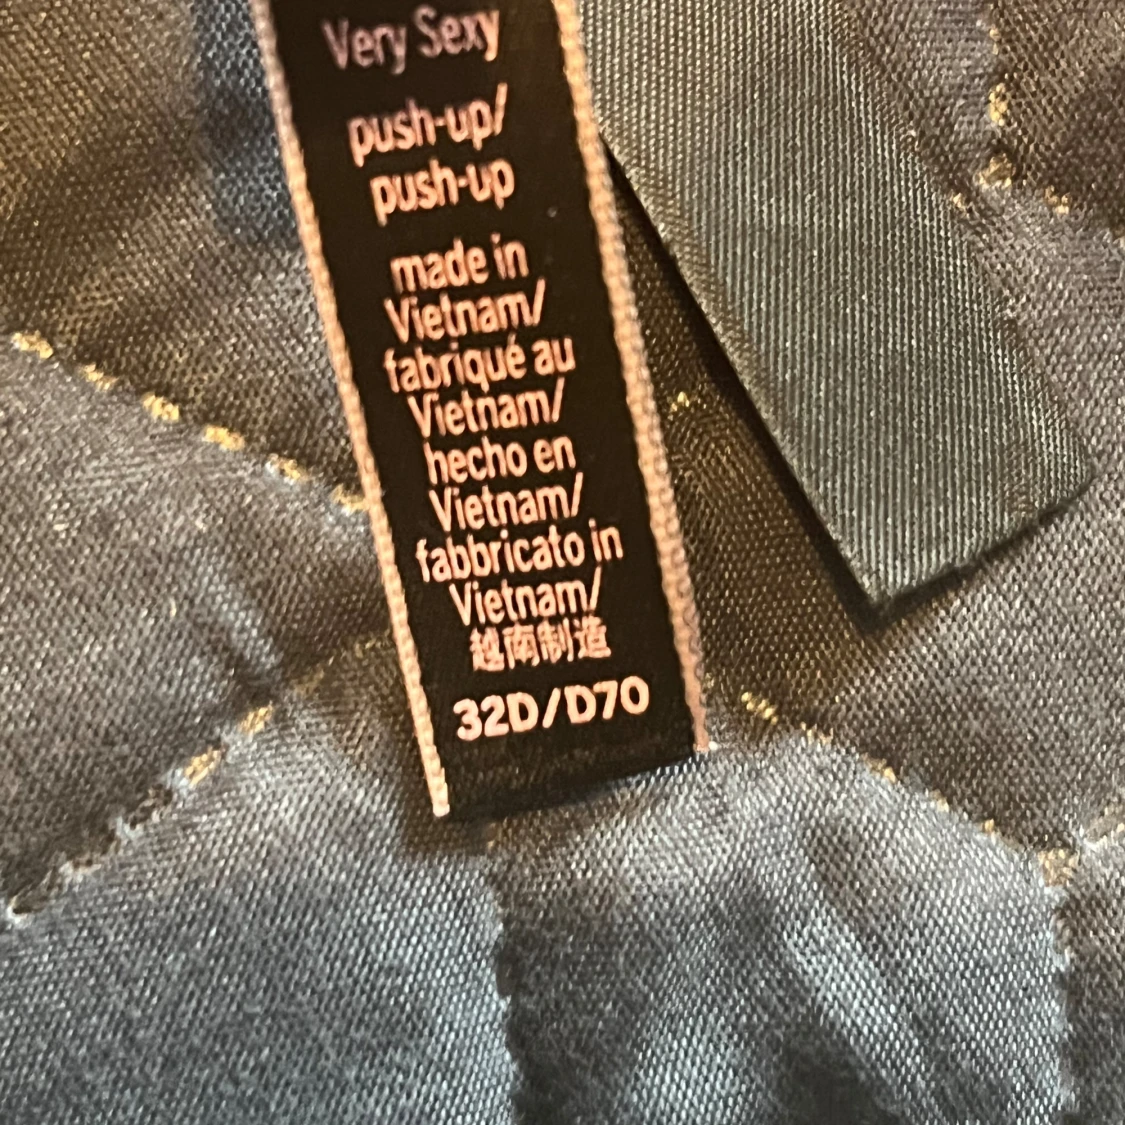 Very Sexy
push-up/
push-up
made in
Vietnam/
fabriqué au
Vietnam/
hecho en
Vietnam/
fabbricato in
Vietnam/
越南制造
32D/D70